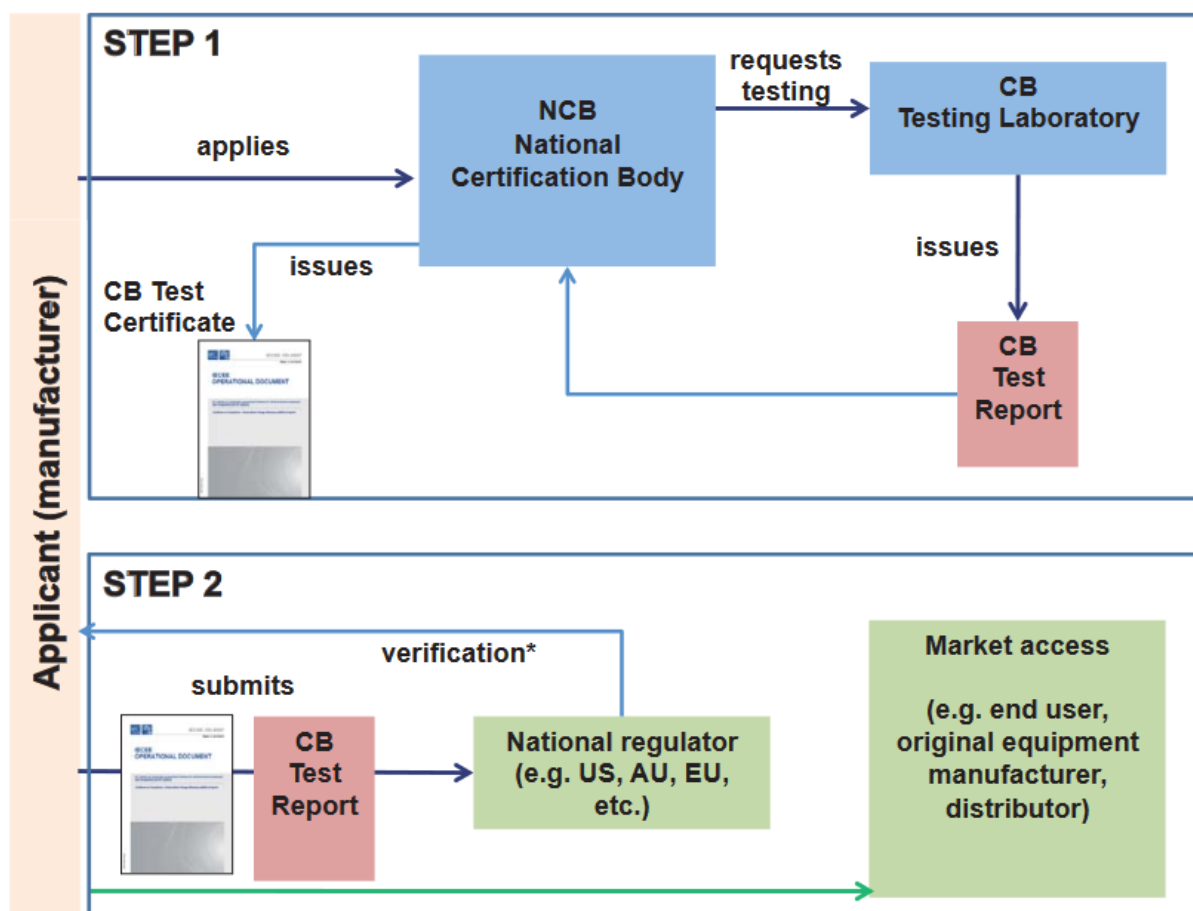 STEP 1
NCB
National
Certification Body
requests
testing
CB
Testing Laboratory
applies
issues
issues
CB Test
Certificate
IECEE
OPERATIONAL DOCUMENT
CB
Test
Report
Applicant (manufacturer)
STEP 2
verification*
submits
IECEE
OPERATIONAL DOCUMENT
CB
Test
Report
National regulator
(e.g. US, AU, EU,
etc.)
Market access
(e.g. end user,
original equipment
manufacturer,
distributor)